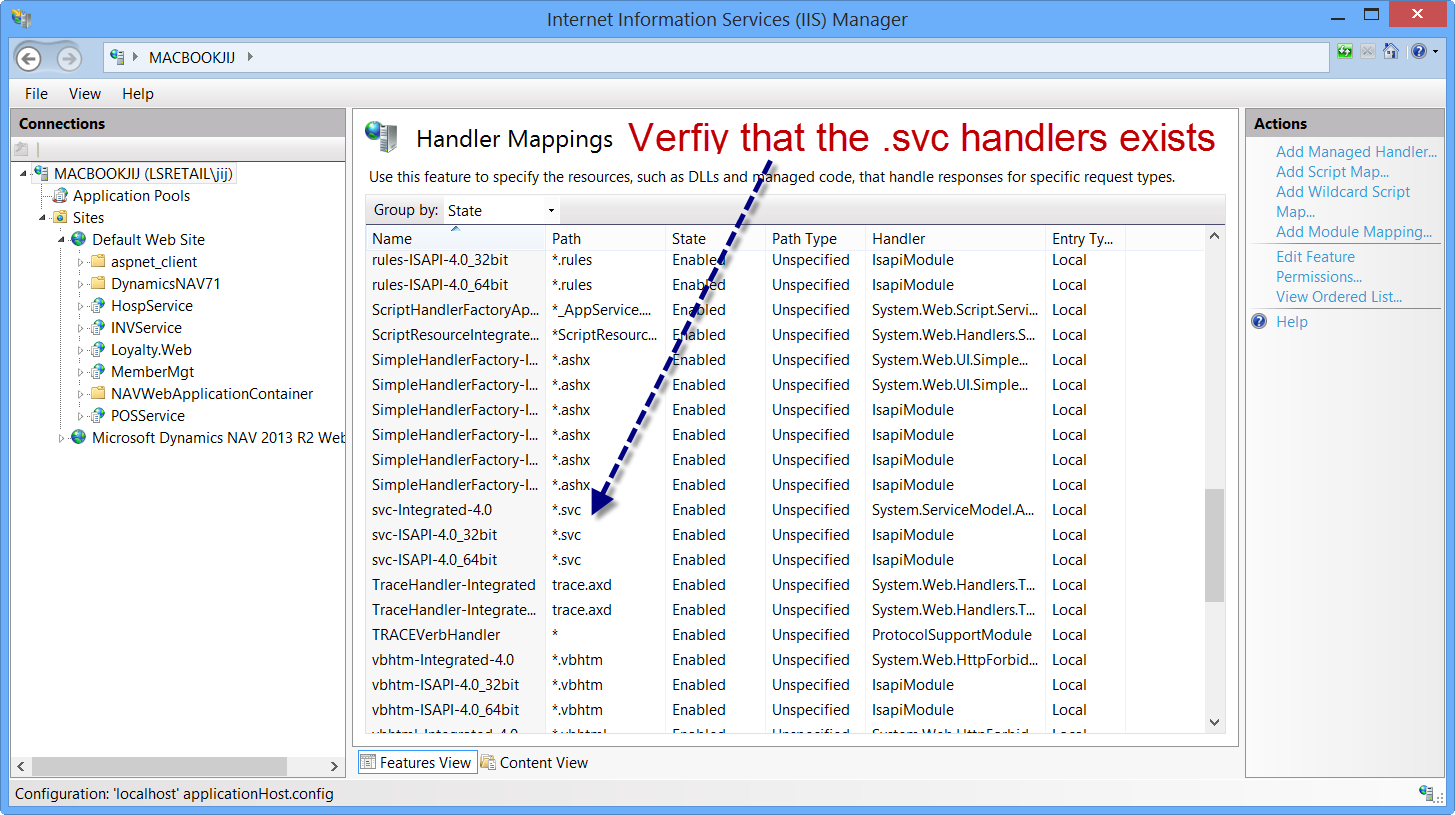 Internet Information Services (IIS) Manager
MACBOOKJIJ
File View Help
Connections
MACBOOKJIJ (LSRETAIL\jij)
Application Pools
Sites
Default Web Site
aspnet_client
DynamicsNAV71
HospService
INVService
Loyalty.Web
MemberMgt
NAVWebApplicationContainer
POSService
Microsoft Dynamics NAV 2013 R2 Web
Handler Mappings
Verfiy that the .svc handlers exists
Use this feature to specify the resources, such as DLLs and managed code, that handle responses for specific request types.
Group by: State
Name Path State Path Type Handler Entry Ty...
rules-ISAPI-4.0_32bit *.rules Enabled Unspecified IsapiModule Local
rules-ISAPI-4.0_64bit *.rules Enabled Unspecified IsapiModule Local
ScriptHandlerFactoryAp... *_AppService.... Enabled Unspecified System.Web.Script.Servi... Local
ScriptResourceIntegrate... *ScriptResourc... Enabled Unspecified System.Web.Handlers.S... Local
SimpleHandlerFactory-I... *.ashx Enabled Unspecified System.Web.UI.Simple... Local
SimpleHandlerFactory-I... *.ashx Enabled Unspecified System.Web.UI.Simple... Local
SimpleHandlerFactory-I... *.ashx Enabled Unspecified IsapiModule Local
SimpleHandlerFactory-I... *.ashx Enabled Unspecified IsapiModule Local
SimpleHandlerFactory-I... *.ashx Enabled Unspecified IsapiModule Local
SimpleHandlerFactory-I... *.ashx Enabled Unspecified IsapiModule Local
svc-Integrated-4.0 *.svc Enabled Unspecified System.ServiceModel.A... Local
svc-ISAPI-4.0_32bit *.svc Enabled Unspecified IsapiModule Local
svc-ISAPI-4.0_64bit *.svc Enabled Unspecified IsapiModule Local
TraceHandler-Integrated trace.axd Enabled Unspecified System.Web.Handlers.T... Local
TraceHandler-Integrate... trace.axd Enabled Unspecified System.Web.Handlers.T... Local
TRACEVerbHandler * Enabled Unspecified ProtocolSupportModule Local
vbhtm-Integrated-4.0 *.vbhtm Enabled Unspecified System.Web.HttpForbid... Local
vbhtm-ISAPI-4.0_32bit *.vbhtm Enabled Unspecified IsapiModule Local
vbhtm-ISAPI-4.0_64bit *.vbhtm Enabled Unspecified IsapiModule Local
Features View Content View
Actions
Add Managed Handler...
Add Script Map...
Add Wildcard Script
Map...
Add Module Mapping...
Edit Feature
Permissions...
View Ordered List...
Help
Configuration: 'localhost' applicationHost.config